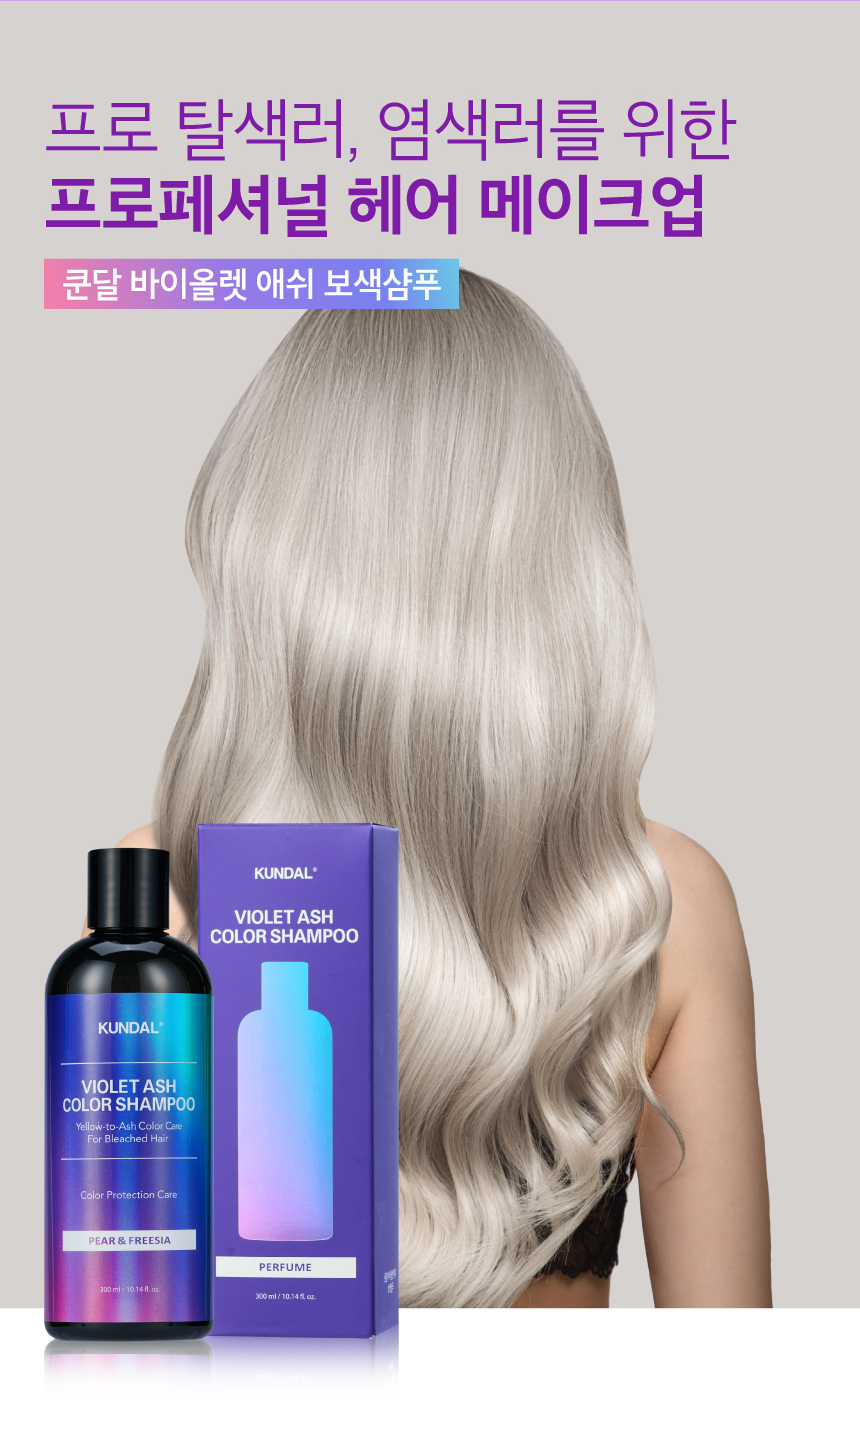 프로 탈색러, 염색러를 위한
프로페셔널 헤어 메이크업
쿤달 바이올렛 애쉬 보색샴푸
KUNDAL®
VIOLET ASH
COLOR SHAMPOO
PERFUME
300 ml / 10.14 fl. oz.
KUNDAL®
VIOLET ASH
COLOR SHAMPOO
Yellow-to-Ash Color Care
For Bleached Hair
Color Protection Care
PEAR & FREESIA
300 ml / 10.14 fl. oz.